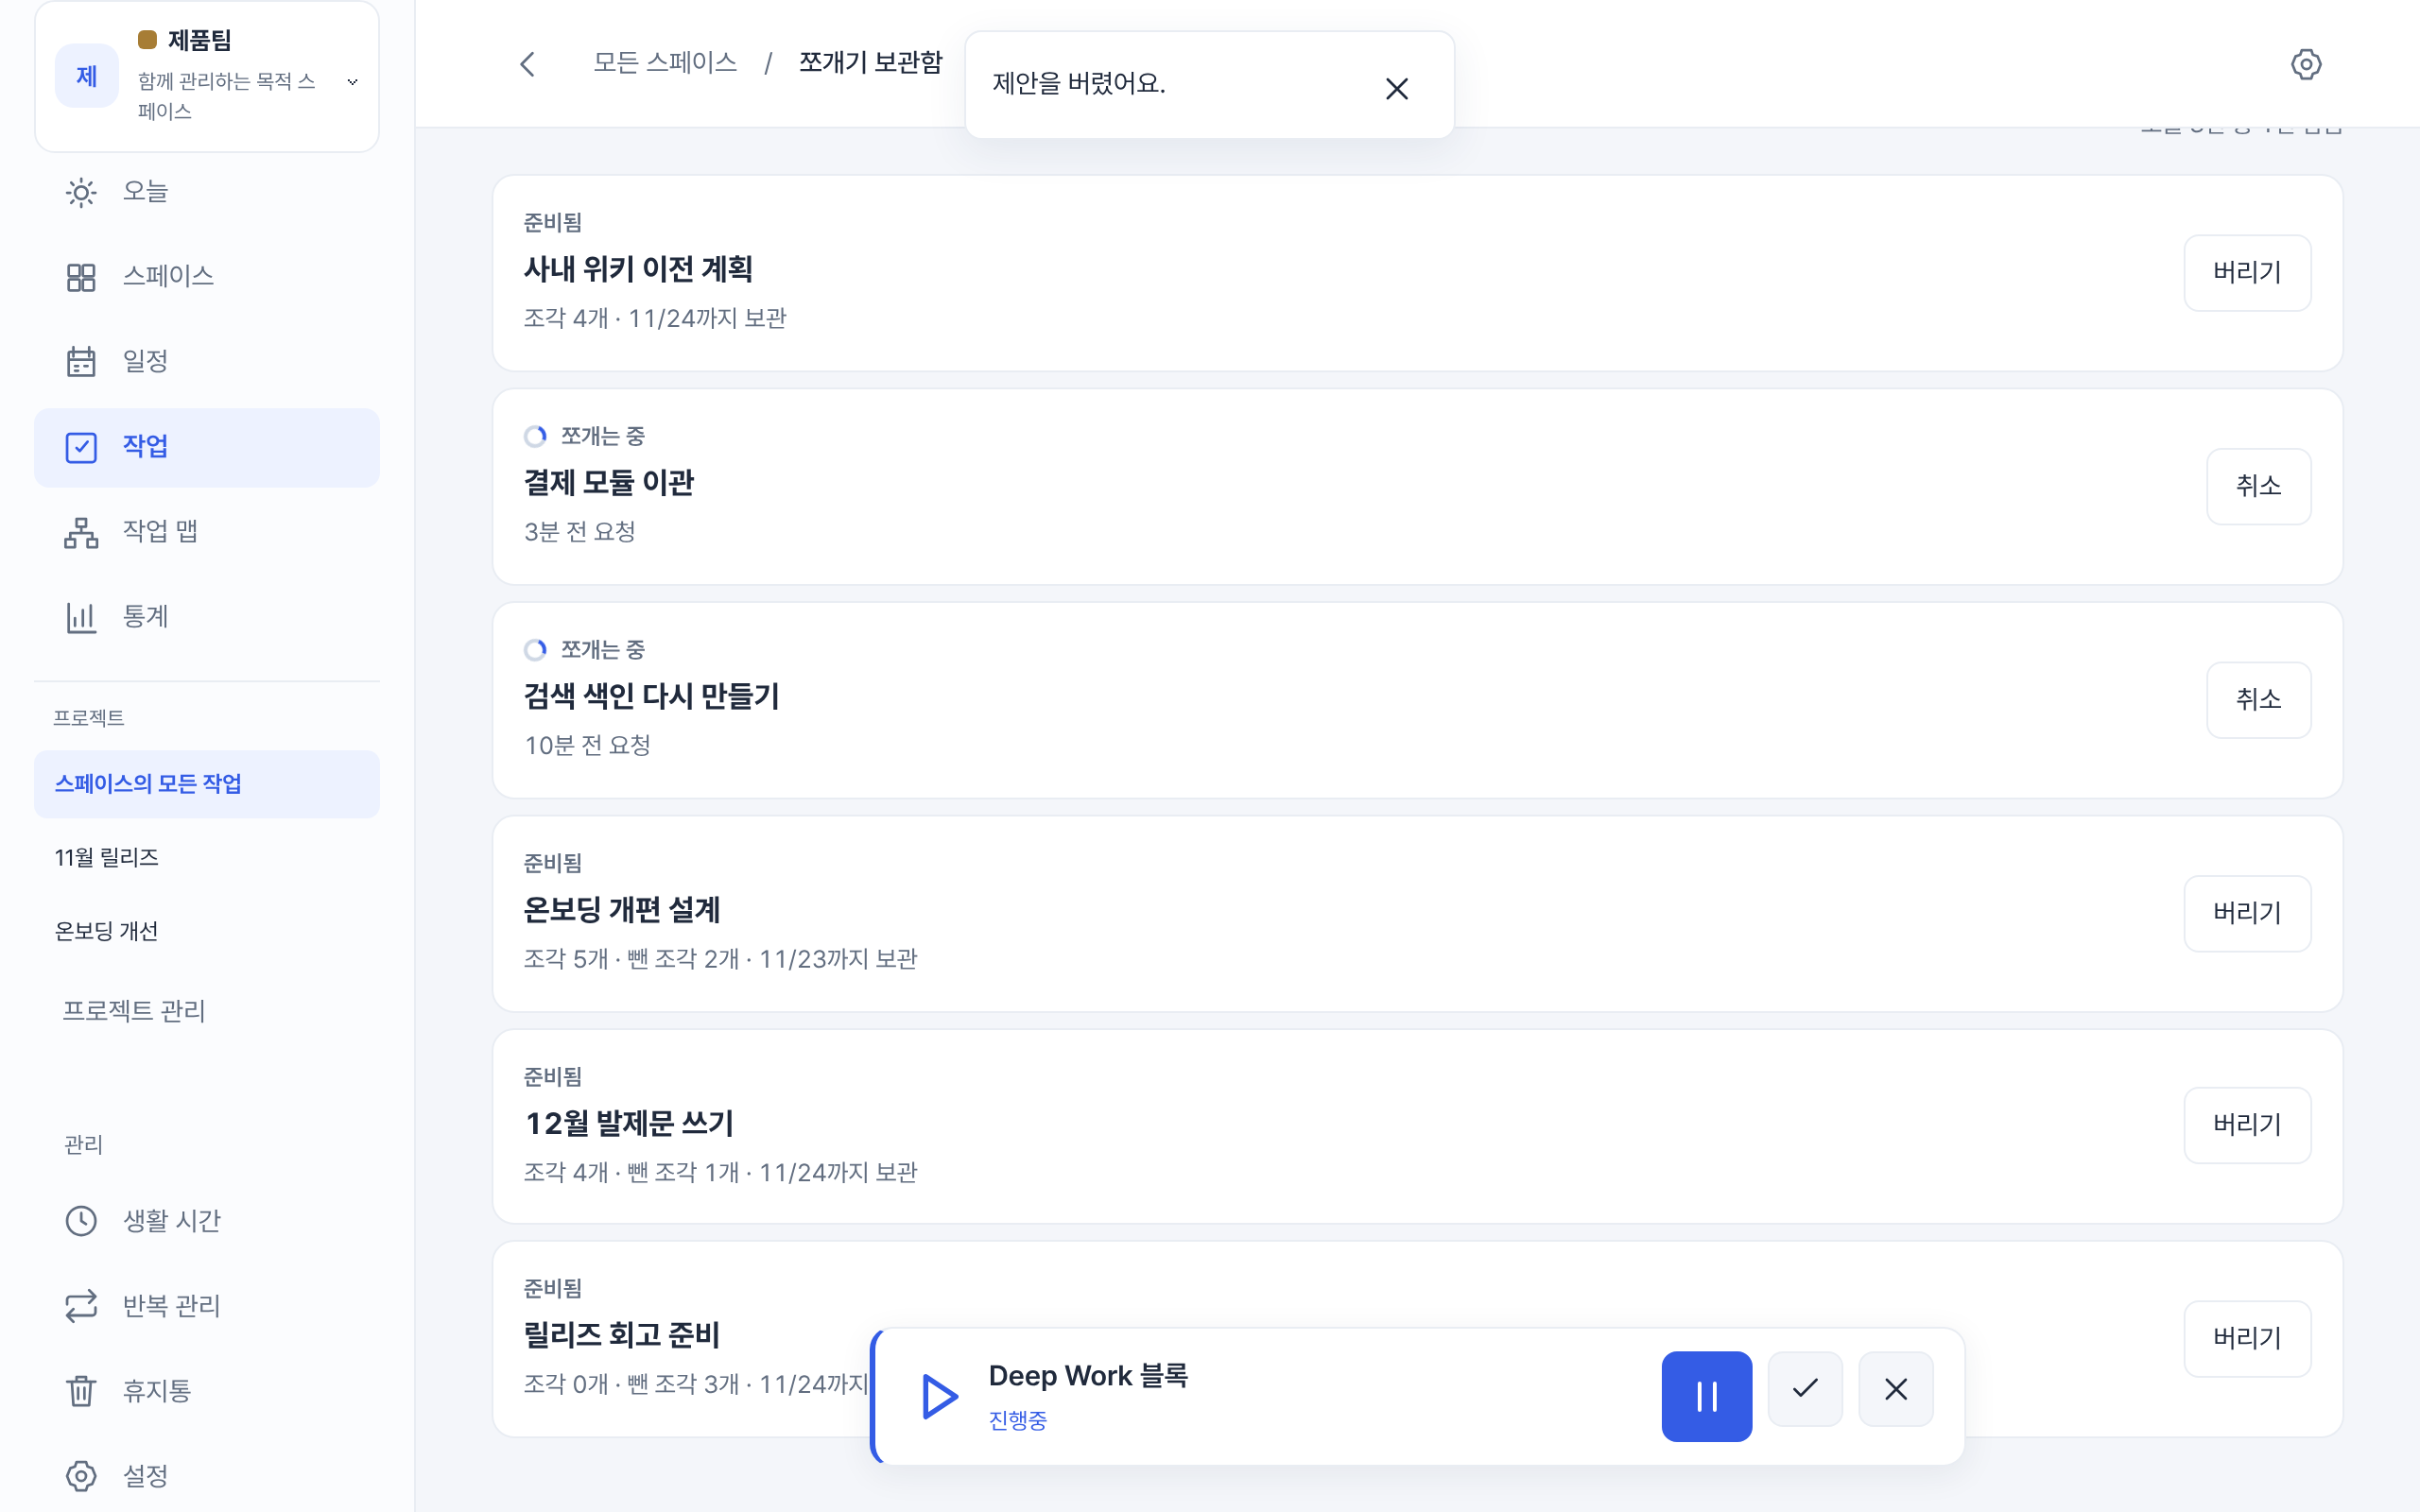 제
제품팀
함께 관리하는 목적 스
페이스
오늘
스페이스
일정
작업
작업 맵
통계
프로젝트
스페이스의 모든 작업
11월 릴리즈
온보딩 개선
프로젝트 관리
관리
생활 시간
반복 관리
휴지통
설정
모든 스페이스 / 쪼개기 보관함
제안을 버렸어요.
준비됨
사내 위키 이전 계획
조각 4개 · 11/24까지 보관
버리기
쪼개는 중
결제 모듈 이관
3분 전 요청
취소
쪼개는 중
검색 색인 다시 만들기
10분 전 요청
취소
준비됨
온보딩 개편 설계
조각 5개 · 뺀 조각 2개 · 11/23까지 보관
버리기
준비됨
12월 발제문 쓰기
조각 4개 · 뺀 조각 1개 · 11/24까지 보관
버리기
준비됨
릴리즈 회고 준비
조각 0개 · 뺀 조각 3개 · 11/24까지
버리기
Deep Work 블록
진행중